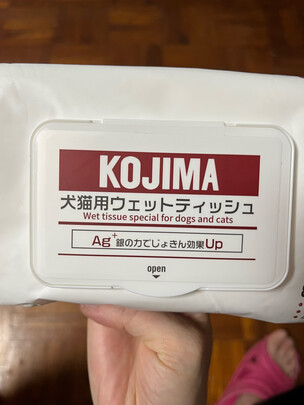 KOJIMA
犬猫用ウェットティッシュ
Wet tissue special for dogs and cats
Ag+銀の力でじょきん効果Up
open